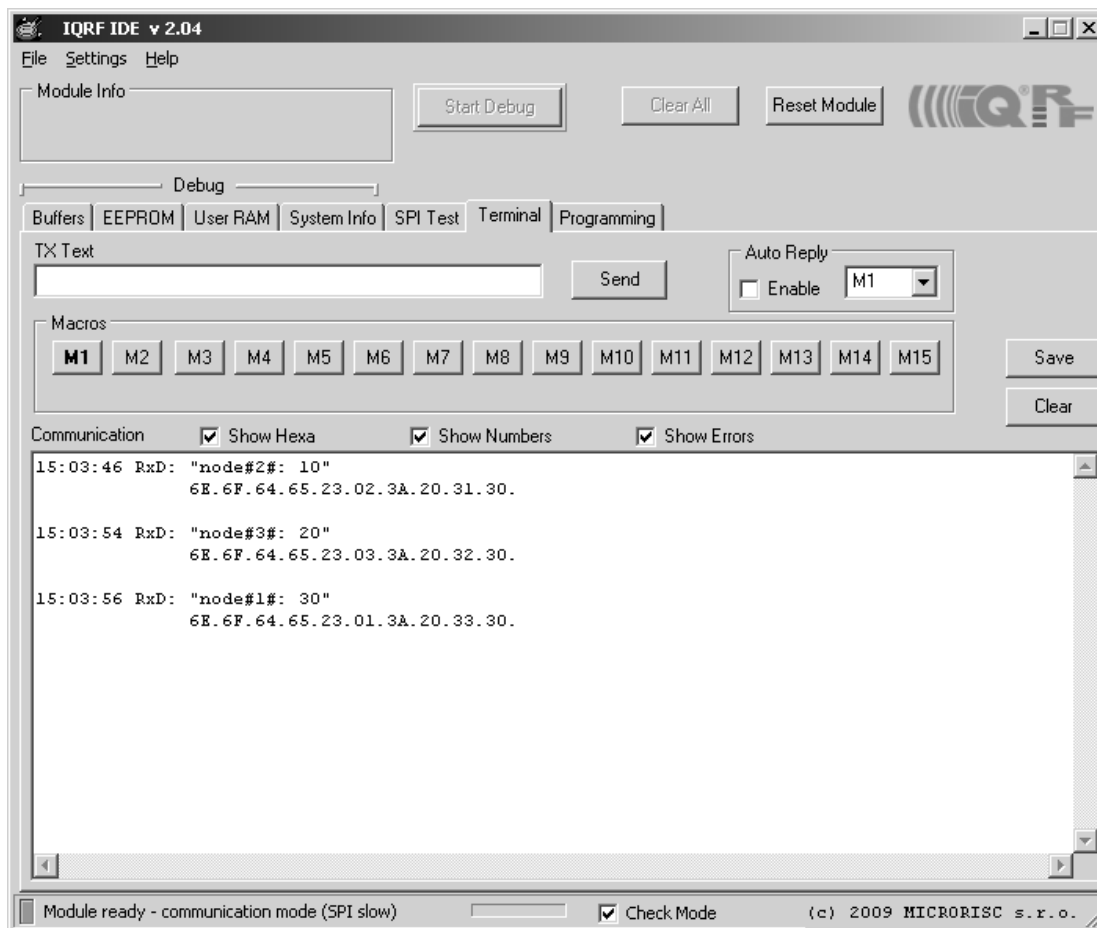 IQRF IDE v 2.04
File Settings Help
Module Info
Start Debug
Clear All
Reset Module
IQ® RF
Debug
Buffers EEPROM User RAM System Info SPI Test Terminal Programming
TX Text
Send
Auto Reply
Enable
M1
Macros
M1 M2 M3 M4 M5 M6 M7 M8 M9 M10 M11 M12 M13 M14 M15
Save
Clear
Communication Show Hexa Show Numbers Show Errors
15:03:46 RxD: "node#2#: 10"
6E.6F.64.65.23.02.3A.20.31.30.
15:03:54 RxD: "node#3#: 20"
6E.6F.64.65.23.03.3A.20.32.30.
15:03:56 RxD: "node#1#: 30"
6E.6F.64.65.23.01.3A.20.33.30.
Module ready - communication mode (SPI slow)
Check Mode
(c) 2009 MICRORISC s.r.o.